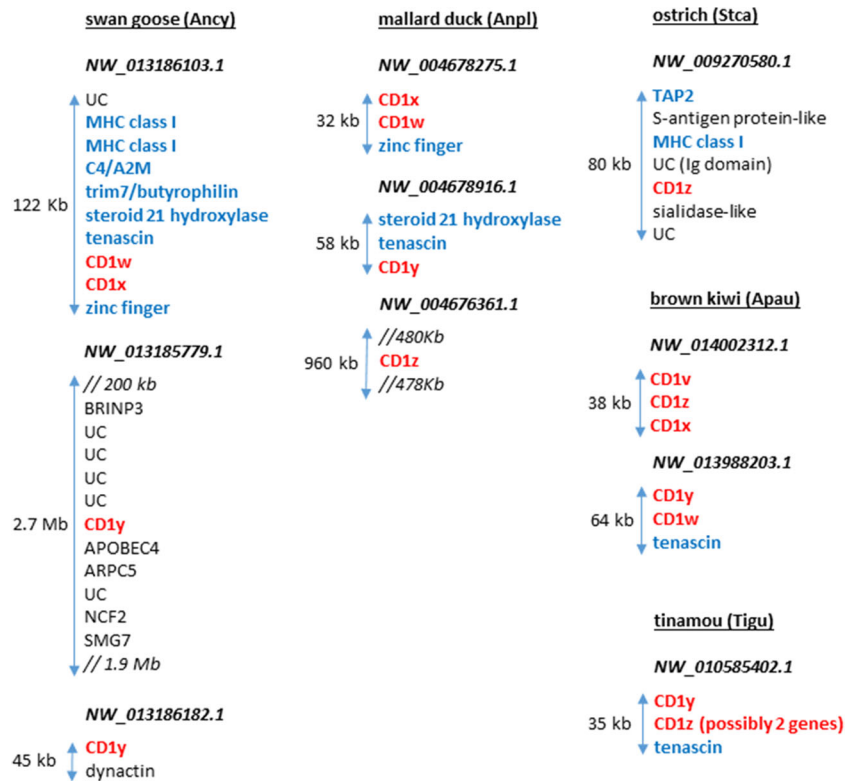 swan goose (Ancy)
NW_013186103.1
122 Kb
UC
MHC class I
MHC class I
C4/A2M
trim7/butyrophilin
steroid 21 hydroxylase
tenascin
CD1w
CD1x
zinc finger
NW_013185779.1
2.7 Mb
// 200 kb
BRINP3
UC
UC
UC
UC
CD1y
APOBEC4
ARPC5
UC
NCF2
SMG7
// 1.9 Mb
NW_013186182.1
45 kb
CD1y
dynactin
mallard duck (Anpl)
NW_004678275.1
32 kb
CD1x
CD1w
zinc finger
NW_004678916.1
58 kb
steroid 21 hydroxylase
tenascin
CD1y
NW_004676361.1
960 kb
//480Kb
CD1z
//478Kb
ostrich (Stca)
NW_009270580.1
80 kb
TAP2
S-antigen protein-like
MHC class I
UC (Ig domain)
CD1z
sialidase-like
UC
brown kiwi (Apau)
NW_014002312.1
38 kb
CD1v
CD1z
CD1x
NW_013988203.1
64 kb
CD1y
CD1w
tenascin
tinamou (Tigu)
NW_010585402.1
35 kb
CD1y
CD1z (possibly 2 genes)
tenascin